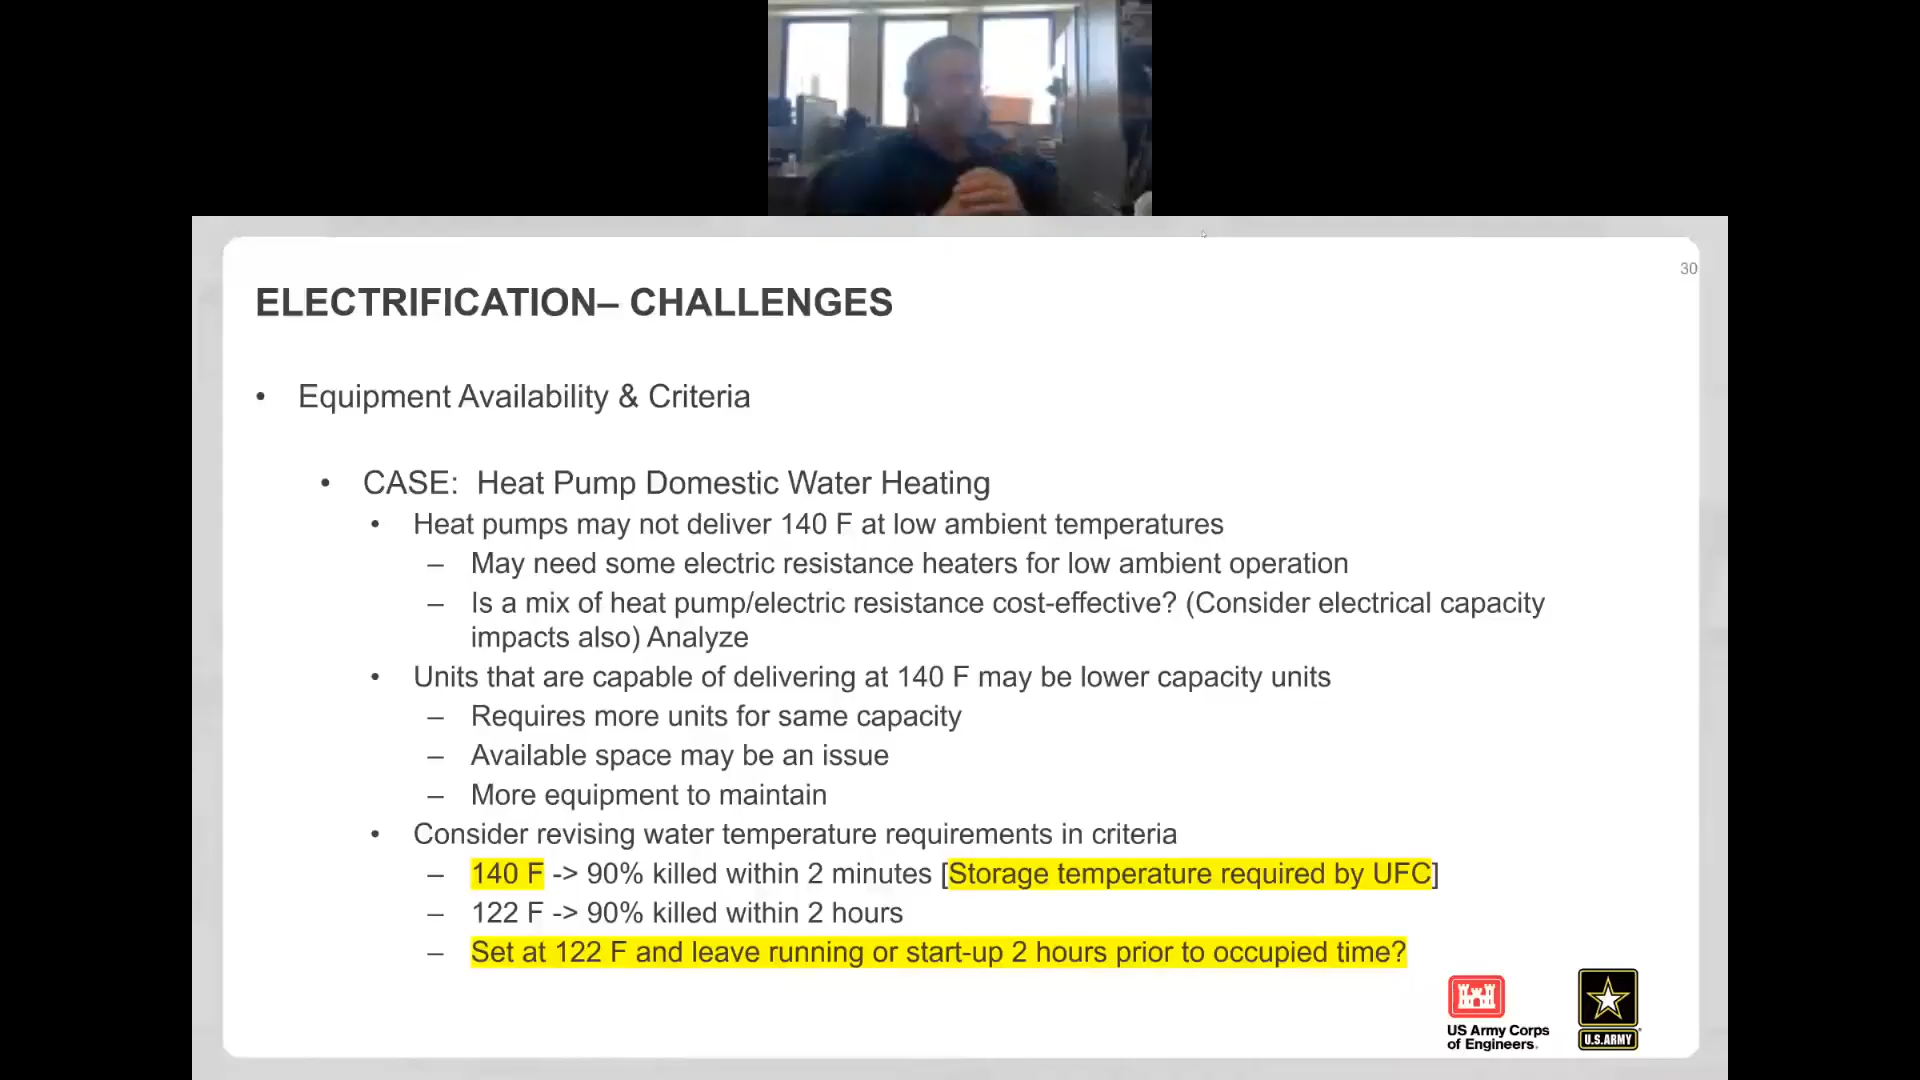 30
ELECTRIFICATION– CHALLENGES
• Equipment Availability & Criteria
• CASE: Heat Pump Domestic Water Heating
• Heat pumps may not deliver 140 F at low ambient temperatures
– May need some electric resistance heaters for low ambient operation
– Is a mix of heat pump/electric resistance cost-effective? (Consider electrical capacity
impacts also) Analyze
• Units that are capable of delivering at 140 F may be lower capacity units
– Requires more units for same capacity
– Available space may be an issue
– More equipment to maintain
• Consider revising water temperature requirements in criteria
– 140 F -> 90% killed within 2 minutes [Storage temperature required by UFC]
– 122 F -> 90% killed within 2 hours
– Set at 122 F and leave running or start-up 2 hours prior to occupied time?
US Army Corps
of Engineers.
U.S.ARMY